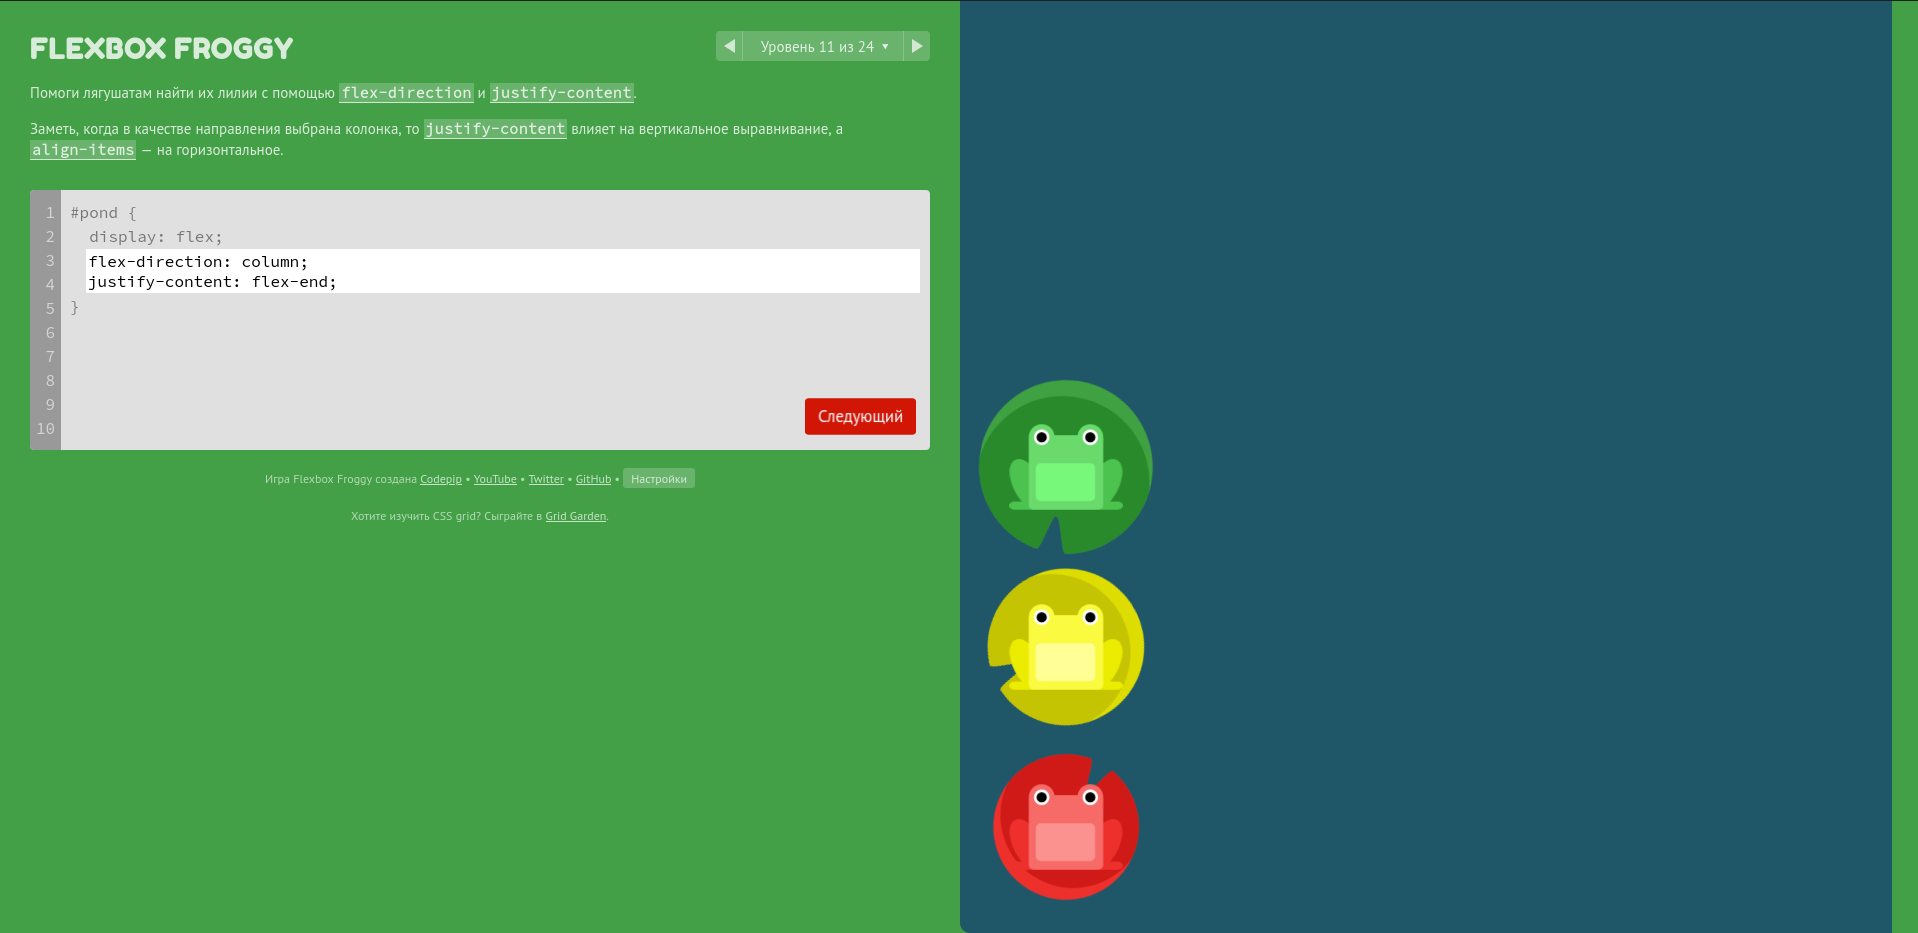 FLEXBOX FROGGY
Уровень 11 из 24 ▼
Помоги лягушатам найти их лилии с помощью flex-direction и justify-content.
Заметь, когда в качестве направления выбрана колонка, то justify-content влияет на вертикальное выравнивание, а
align-items — на горизонтальное.
1 #pond {
2 display: flex;
3 flex-direction: column;
4 justify-content: flex-end;
5 }
6
7
8
9
10
Следующий
Игра Flexbox Froggy создана Codepip • YouTube • Twitter • GitHub • Настройки
Хотите изучить CSS grid? Сыграйте в Grid Garden.